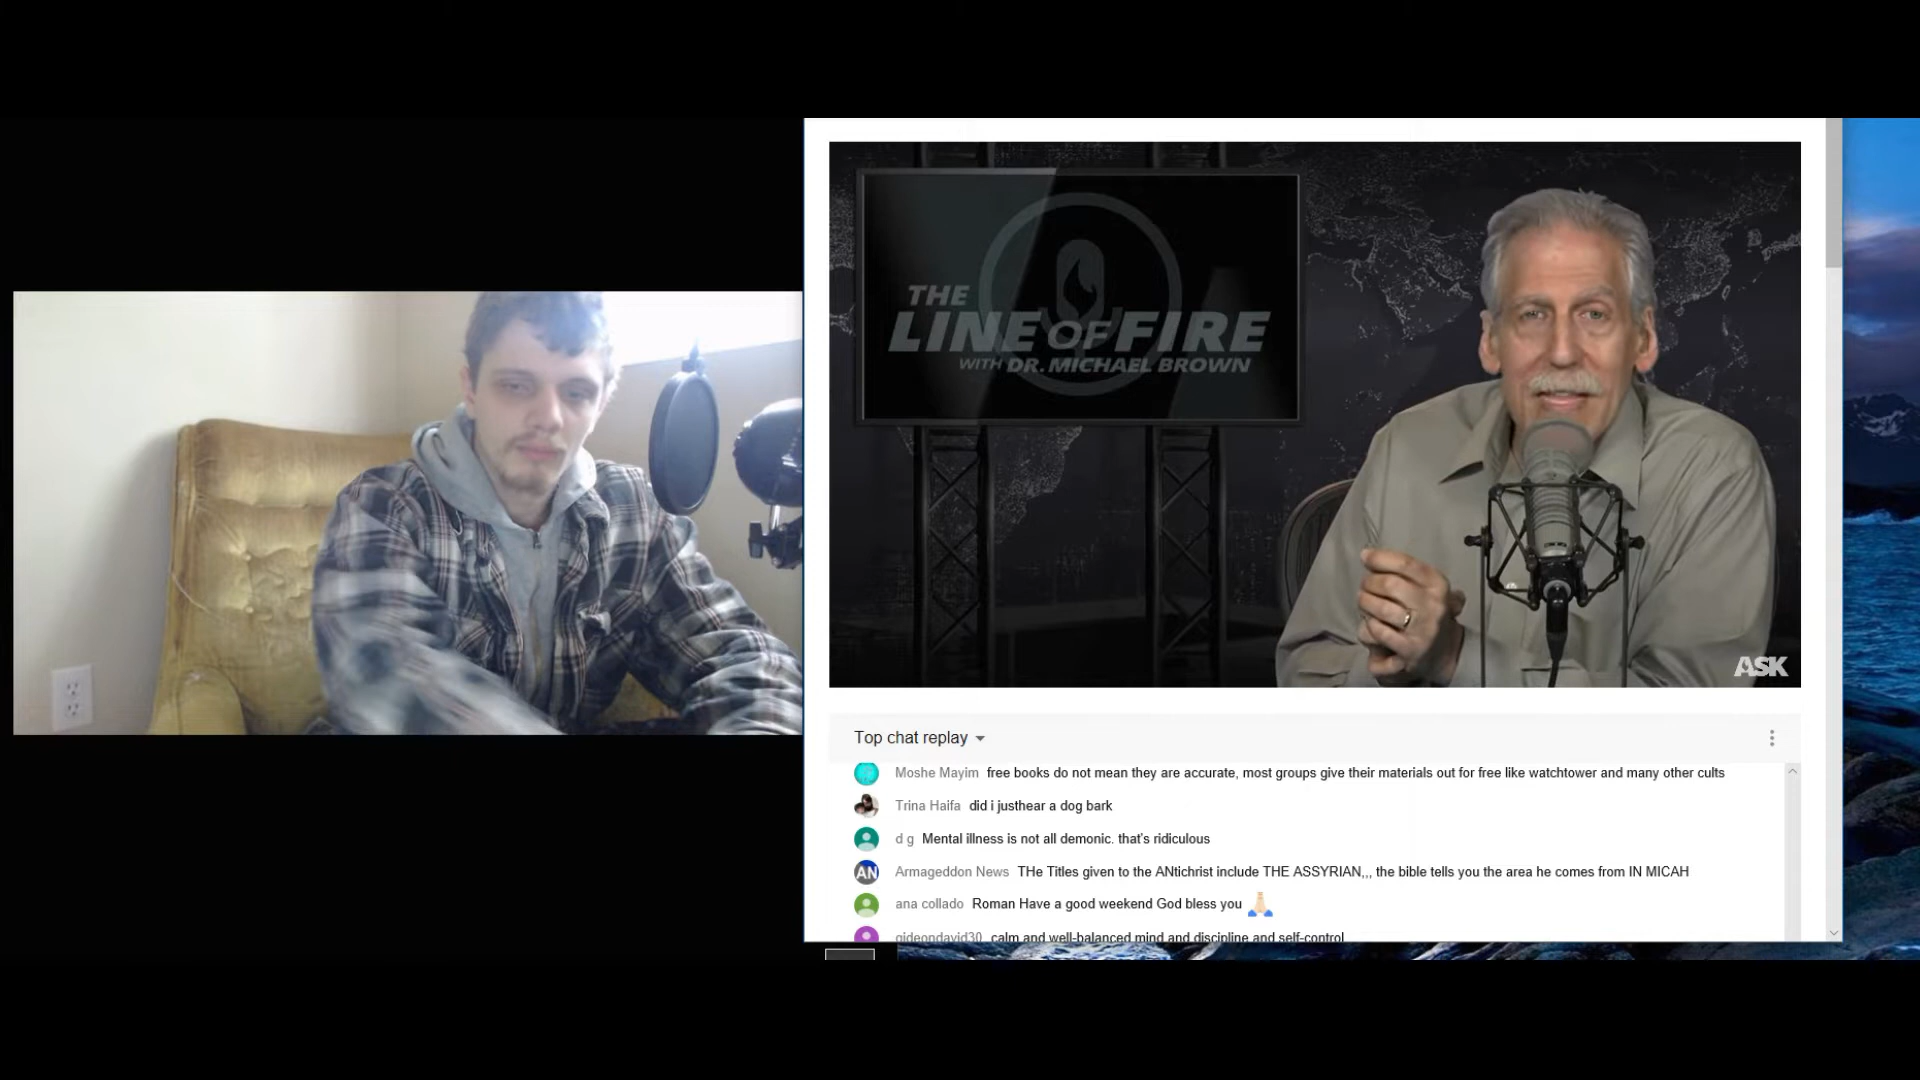 THE
LINE OF FIRE
WITH DR. MICHAEL BROWN
ASK
Top chat replay
Moshe Mayim free books do not mean they are accurate, most groups give their materials out for free like watchtower and many other cults
Trina Haifa did i justhear a dog bark
d g Mental illness is not all demonic. that's ridiculous
AN Armageddon News THe Titles given to the ANtichrist include THE ASSYRIAN,,, the bible tells you the area he comes from IN MICAH
ana collado Roman Have a good weekend God bless you
gideondavid30 calm and well-balanced mind and discipline and self-control